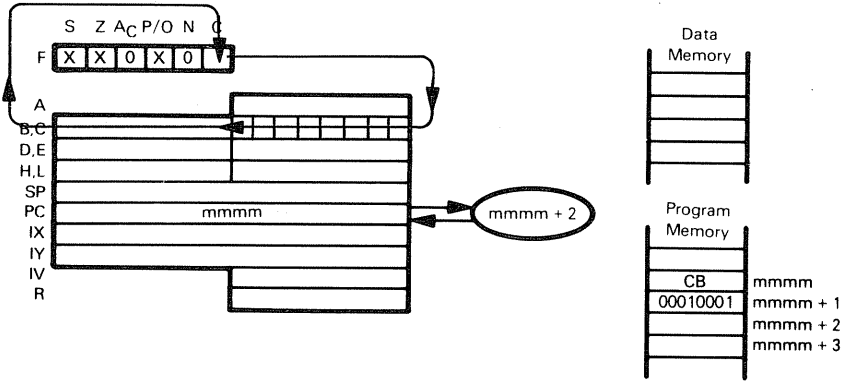 S Z AC P/O N C
F X X 0 X 0
A
B,C
D,E
H,L
SP
PC mmmm mmmm + 2
IX
IY
IV
R
Data
Memory
Program
Memory
CB mmmm
00010001 mmmm + 1
mmmm + 2
mmmm + 3